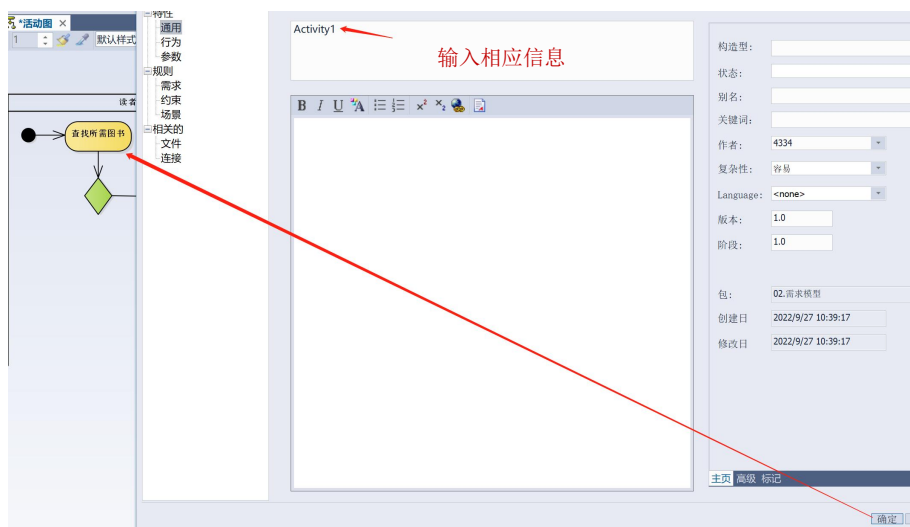 *活动图 ×
1
默认样式
读者
查找所需图书
特性
通用
行为
参数
规则
需求
约束
场景
相关的
文件
连接
Activity1
输入相应信息
B I U A x² ×₂
构造型:
状态:
别名:
关键词:
作者: 4334
复杂性: 容易
Language: <none>
版本: 1.0
阶段: 1.0
包: 02.需求模型
创建日 2022/9/27 10:39:17
修改日 2022/9/27 10:39:17
主页 高级 标记
确定